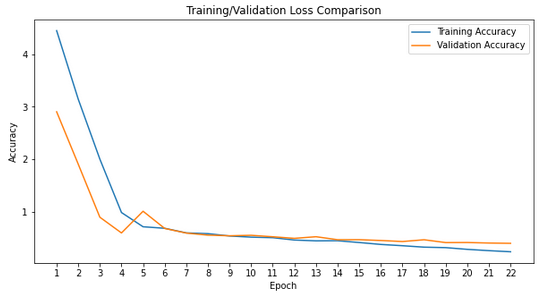 Training/Validation Loss Comparison
Training Accuracy
Validation Accuracy
4
3
2
1
Accuracy
1 2 3 4 5 6 7 8 9 10 11 12 13 14 15 16 17 18 19 20 21 22
Epoch